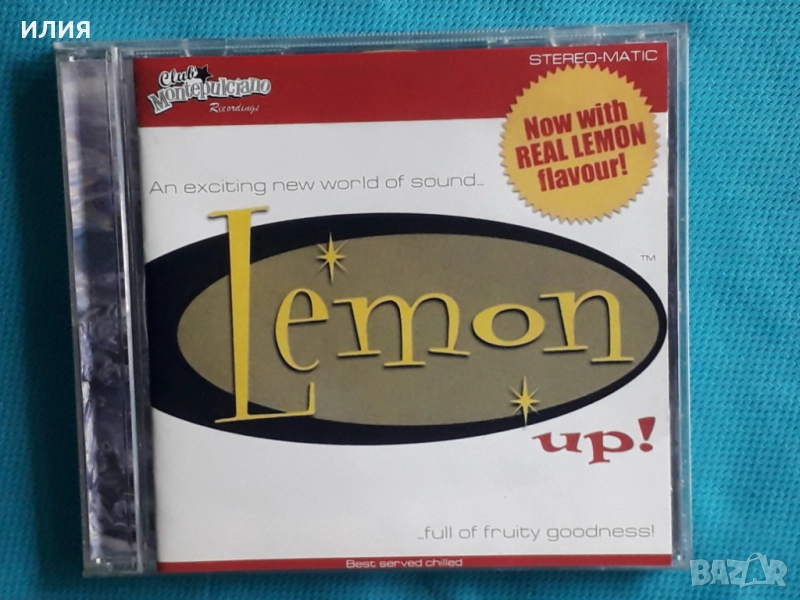 илия
STEREO-MATIC
Club
Montepulciano
Recordings
Now with
REAL LEMON
flavour!
An exciting new world of sound...
Lemon
TM
up!
...full of fruity goodness!
Best served chilled
BAZAR